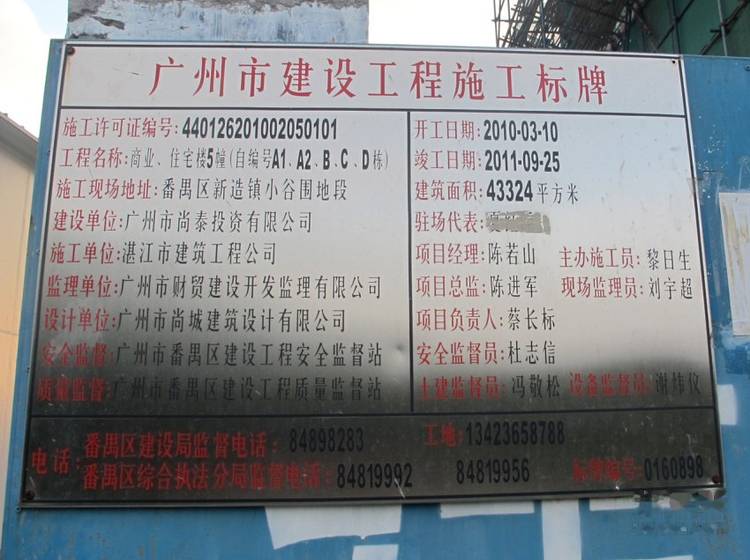 广州市建设工程施工标牌
施工许可证编号:440126201002050101
工程名称:商业、住宅楼5幢(自编号A1、A2、B、C、D栋)
施工现场地址:番禺区新造镇小谷围地段
建设单位:广州市尚泰投资有限公司
施工单位:湛江市建筑工程公司
监理单位:广州市财贸建设开发监理有限公司
设计单位:广州市尚城建筑设计有限公司
安全监督:广州市番禺区建设工程安全监督站
质量监督:广州市番禺区建设工程质量监督站
开工日期:2010-03-10
竣工日期:2011-09-25
建筑面积:43324平方米
驻场代表:
项目经理:陈若山 主办施工员:黎日生
项目总监:陈进军 现场监理员:刘宇超
项目负责人:蔡长标
安全监督员:杜志信
土建监督员:冯敬松 设备监督员:谢炜仪
电话:
番禺区建设局监督电话:84898283 工地:13423658788
番禺区综合执法分局监督电话:84819992 84819956 标牌编号:0160898